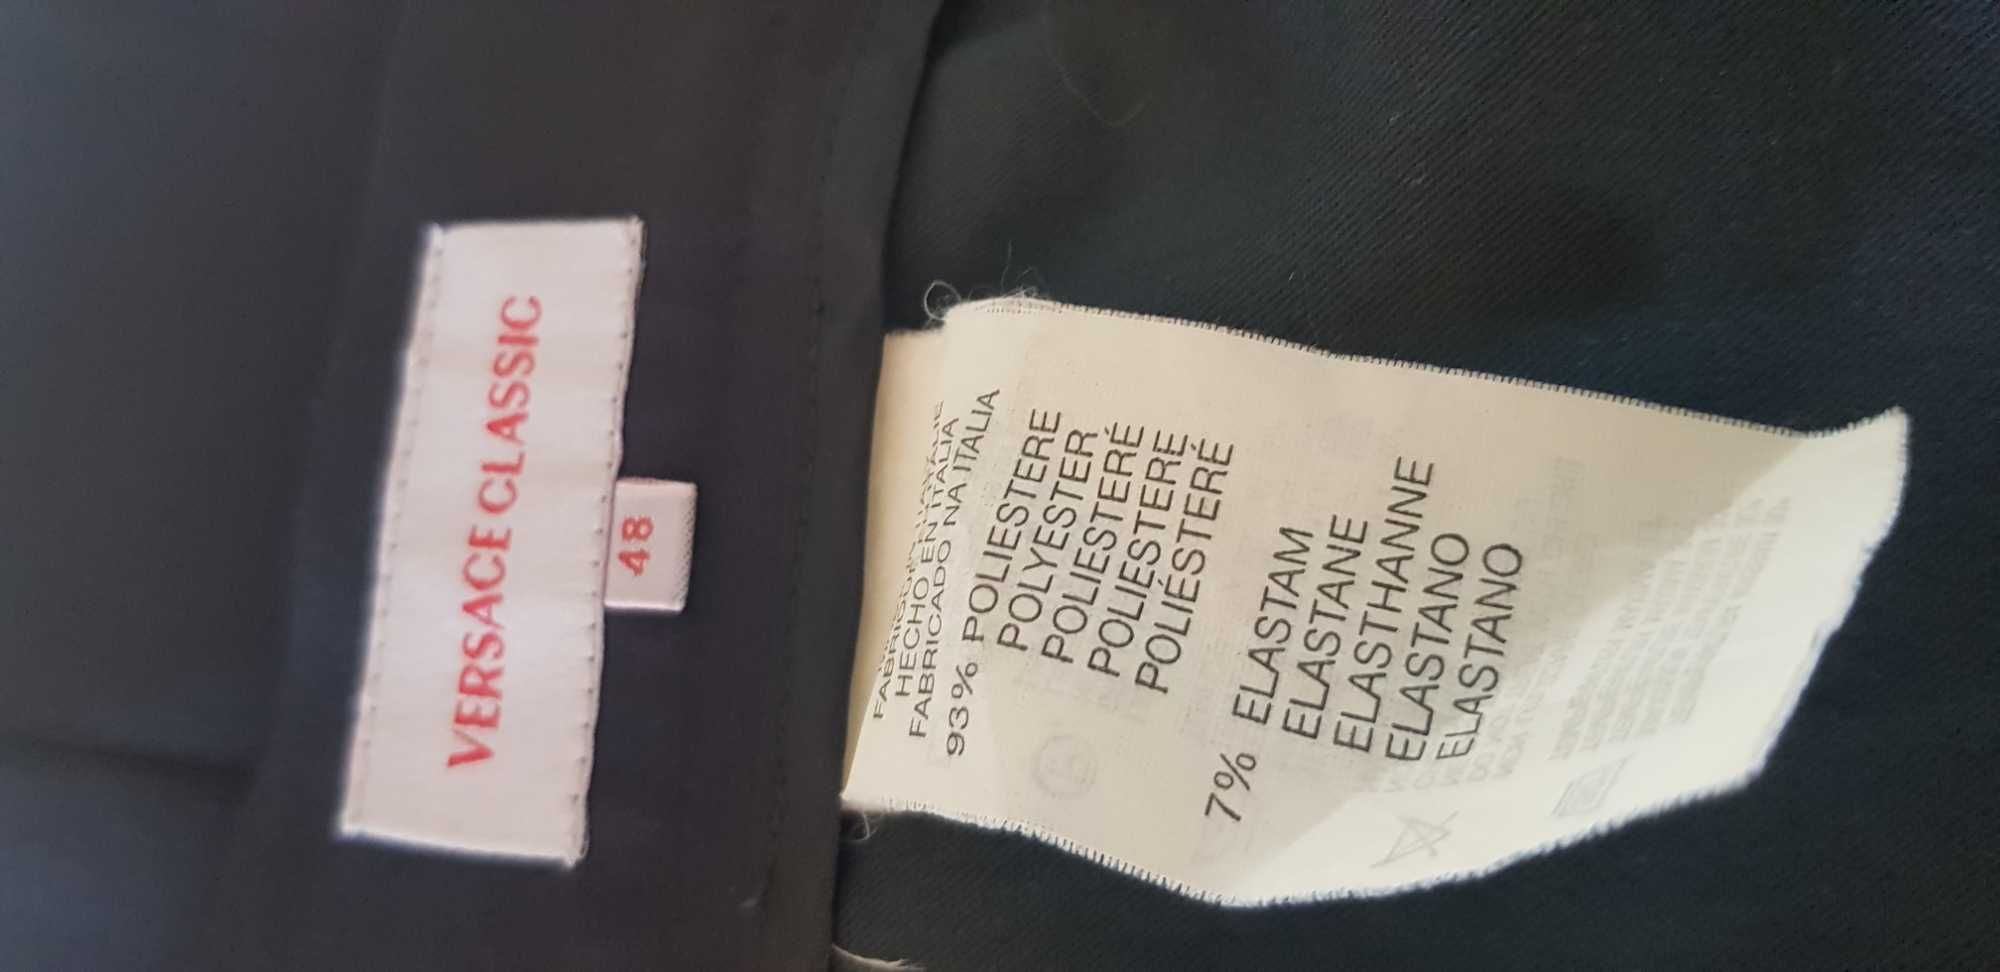 VERSACE CLASSIC
48
HECHO EN ITALIA
FABRICADO NA ITALIA
93% POLIESTERE
POLYESTER
POLIESTERÉ
POLIESTERE
POLIÉSTERÉ
7% ELASTAM
ELASTANE
ELASTHANNE
ELASTANO
ELASTANO